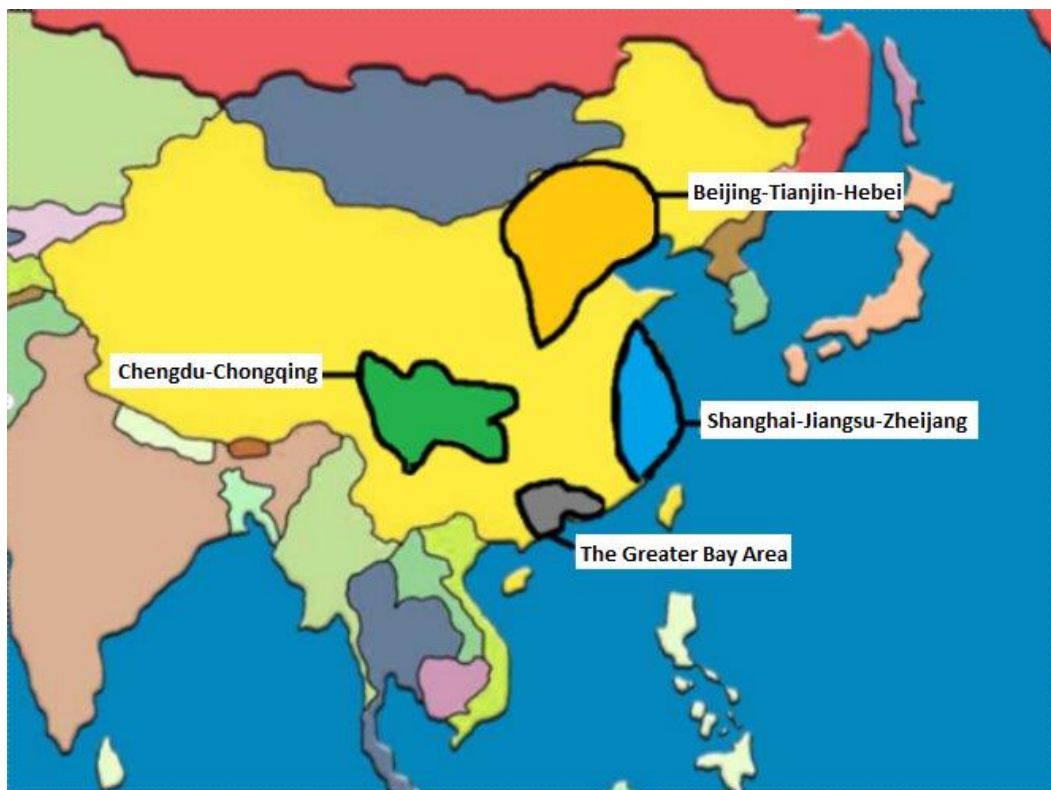 Beijing-Tianjin-Hebei
Chengdu-Chongqing
Shanghai-Jiangsu-Zheijang
The Greater Bay Area